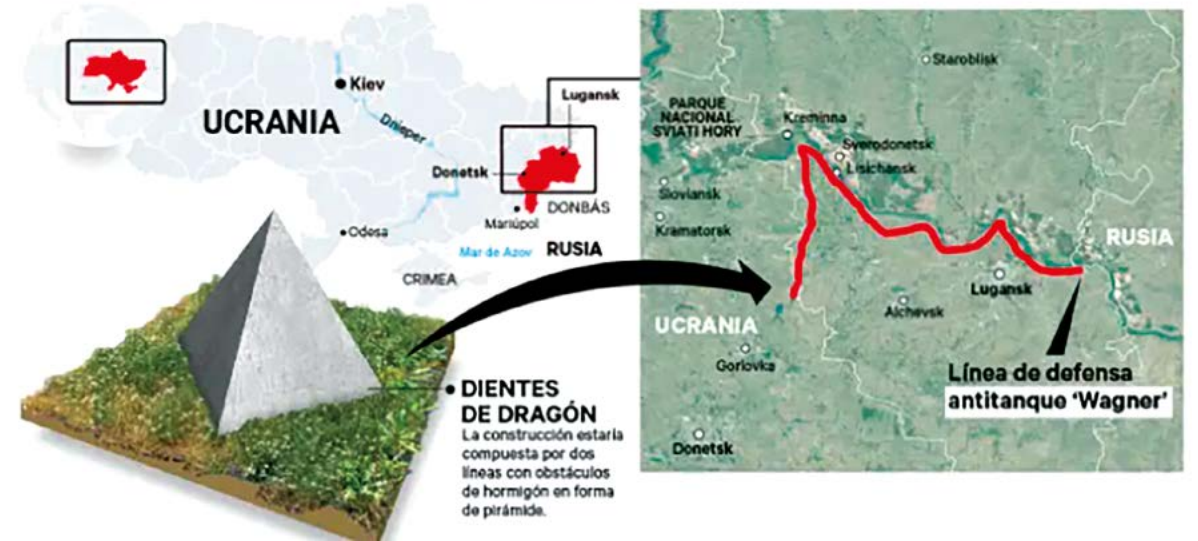 Kiev
UCRANIA
Dnieper
Lugansk
Donetsk
DONBÁS
Mariúpol
Odesa
Mar de Azov
RUSIA
CRIMEA
DIENTES
DE DRAGÓN
La construcción estaría
compuesta por dos
líneas con obstáculos
de hormigón en forma
de pirámide.
Staroblisk
PARQUE
NACIONAL
SVIATI HORY
Kreminna
Sverodonetsk
Lisichansk
Sloviansk
Kramatorsk
RUSIA
Lugansk
Alchevsk
UCRANIA
Gorlovka
Línea de defensa
antitanque ‘Wagner’
Donetsk